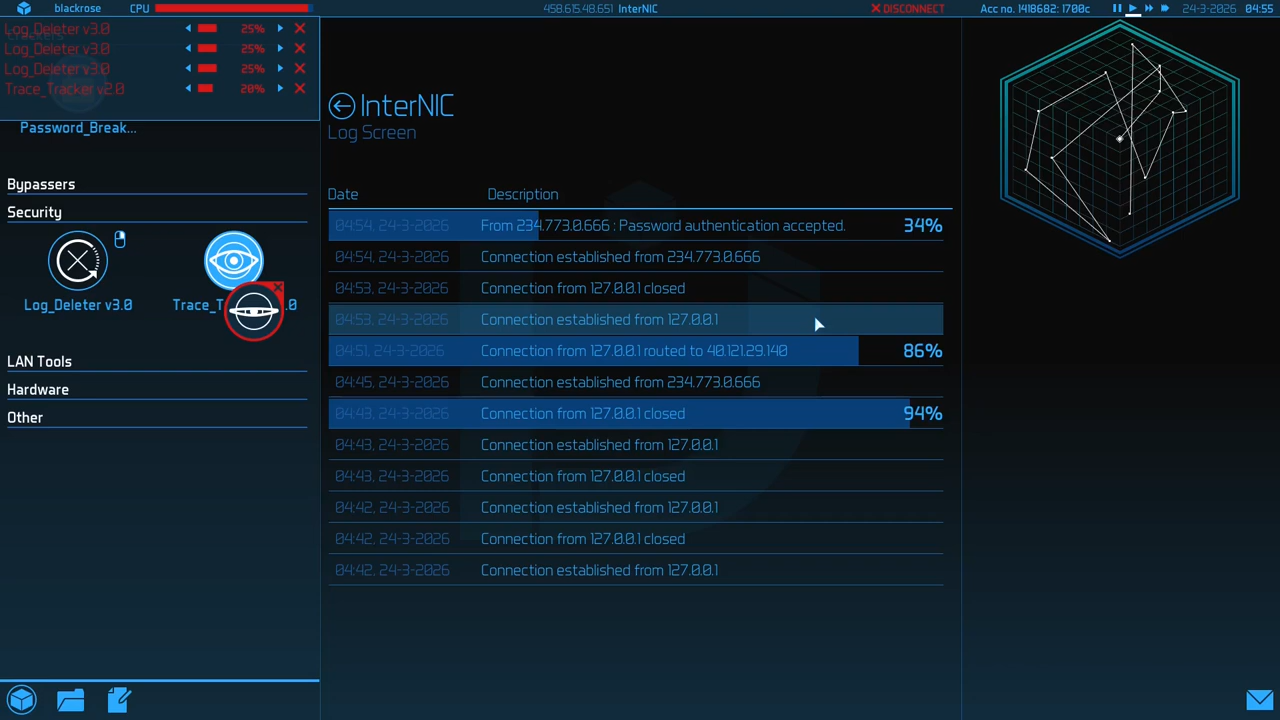 blackrose CPU 458.615.48.651 InterNIC DISCONNECT Acc no. 1418682: 1700c 24-3-2026 04:55
Log_Deleter v3.0 25%
Log_Deleter v3.0 25%
Log_Deleter v3.0 25%
Trace_Tracker v2.0 20%
Password_Break...
Bypassers
Security
Log_Deleter v3.0
Trace_T .0
LAN Tools
Hardware
Other
InterNIC
Log Screen
Date Description
04:54, 24-3-2026 From 234.773.0.666 : Password authentication accepted. 34%
04:54, 24-3-2026 Connection established from 234.773.0.666
04:53, 24-3-2026 Connection from 127.0.0.1 closed
04:53, 24-3-2026 Connection established from 127.0.0.1
04:51, 24-3-2026 Connection from 127.0.0.1 routed to 40.121.29.140 86%
04:45, 24-3-2026 Connection established from 234.773.0.666
04:43, 24-3-2026 Connection from 127.0.0.1 closed 94%
04:43, 24-3-2026 Connection established from 127.0.0.1
04:43, 24-3-2026 Connection from 127.0.0.1 closed
04:42, 24-3-2026 Connection established from 127.0.0.1
04:42, 24-3-2026 Connection from 127.0.0.1 closed
04:42, 24-3-2026 Connection established from 127.0.0.1